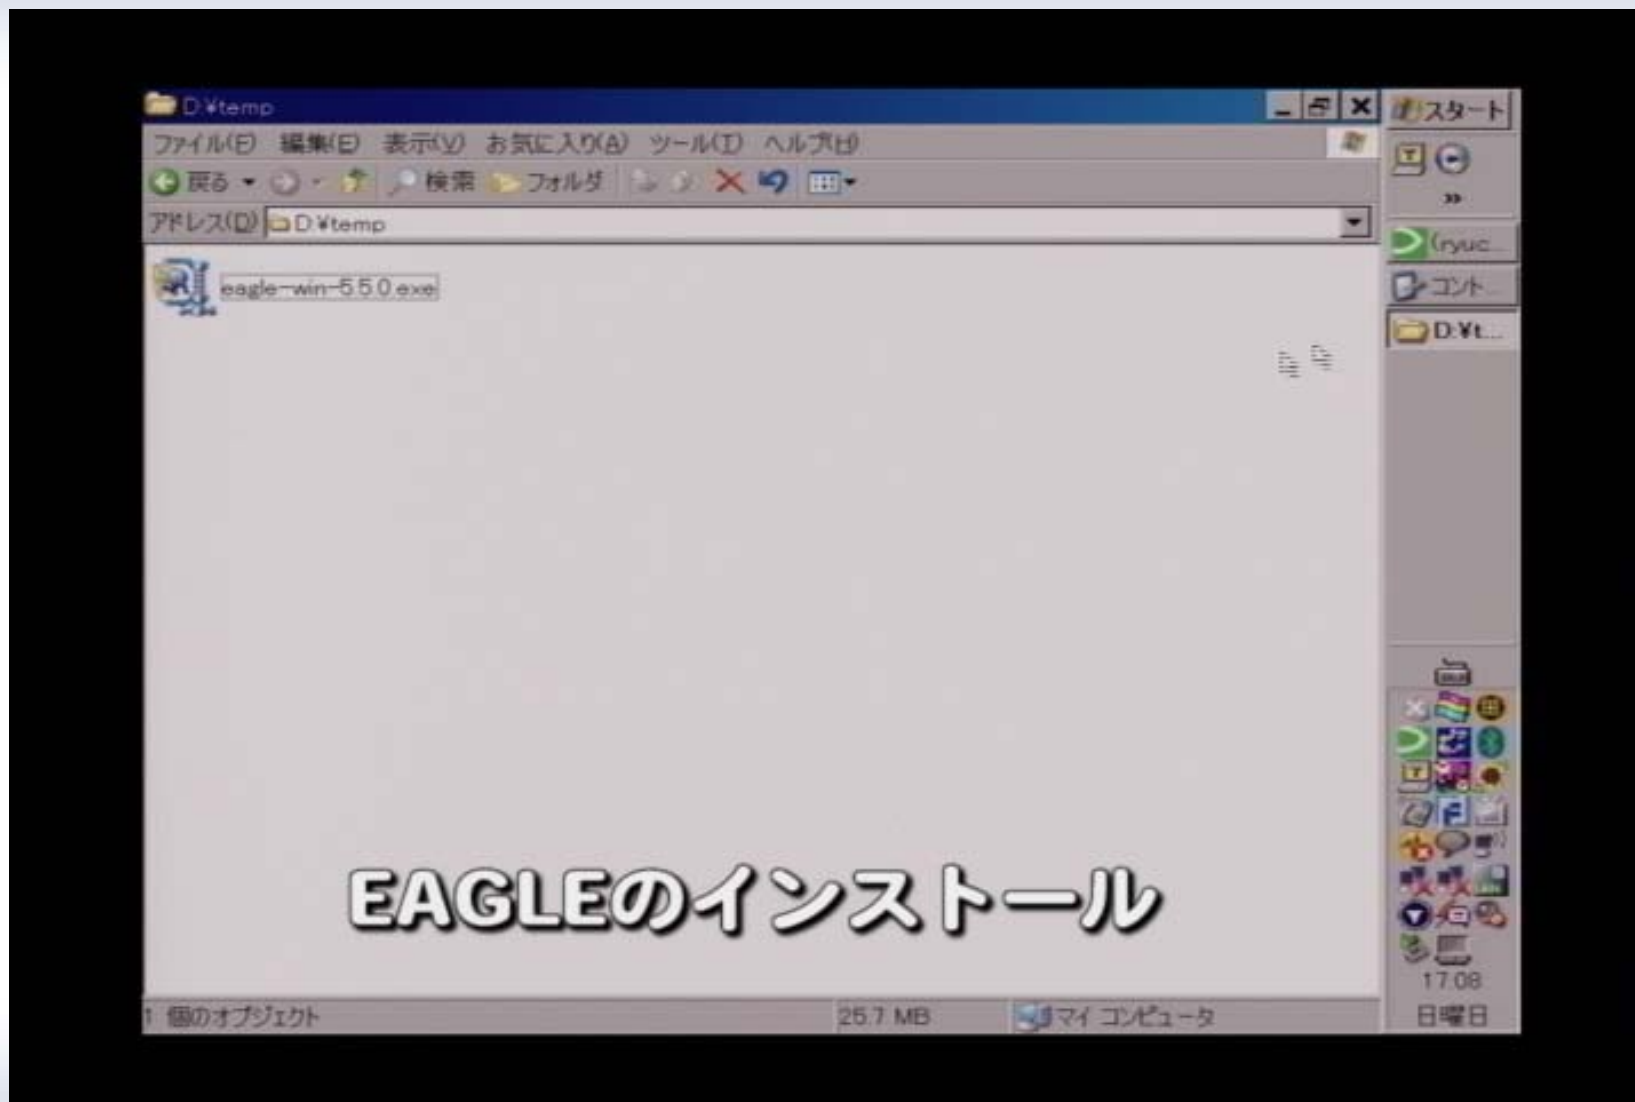 D:¥temp
ファイル(F) 編集(E) 表示(V) お気に入り(A) ツール(T) ヘルプ(H)
戻る 検索 フォルダ
アドレス(D) D:¥temp
eagle-win-5.5.0.exe
EAGLEのインストール
1 個のオブジェクト 25.7 MB マイ コンピュータ
スタート
(ryuc...
コント...
D:¥t...
17:08
日曜日